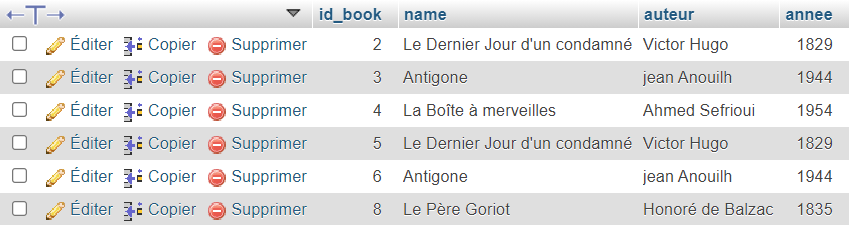 id_book name auteur annee
Éditer Copier Supprimer 2 Le Dernier Jour d'un condamné Victor Hugo 1829
Éditer Copier Supprimer 3 Antigone jean Anouilh 1944
Éditer Copier Supprimer 4 La Boîte à merveilles Ahmed Sefrioui 1954
Éditer Copier Supprimer 5 Le Dernier Jour d'un condamné Victor Hugo 1829
Éditer Copier Supprimer 6 Antigone jean Anouilh 1944
Éditer Copier Supprimer 8 Le Père Goriot Honoré de Balzac 1835